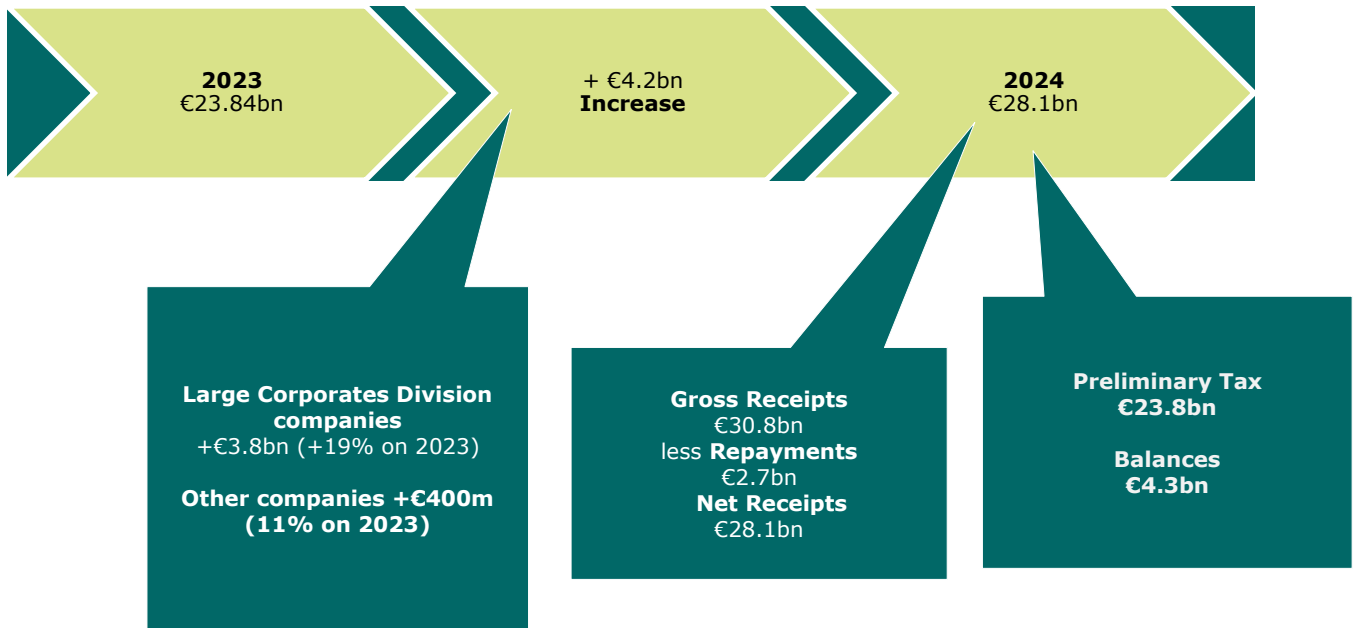 2023
€23.84bn
+ €4.2bn
Increase
2024
€28.1bn
Large Corporates Division
companies
+€3.8bn (+19% on 2023)
Other companies +€400m
(11% on 2023)
Gross Receipts
€30.8bn
less Repayments
€2.7bn
Net Receipts
€28.1bn
Preliminary Tax
€23.8bn
Balances
€4.3bn